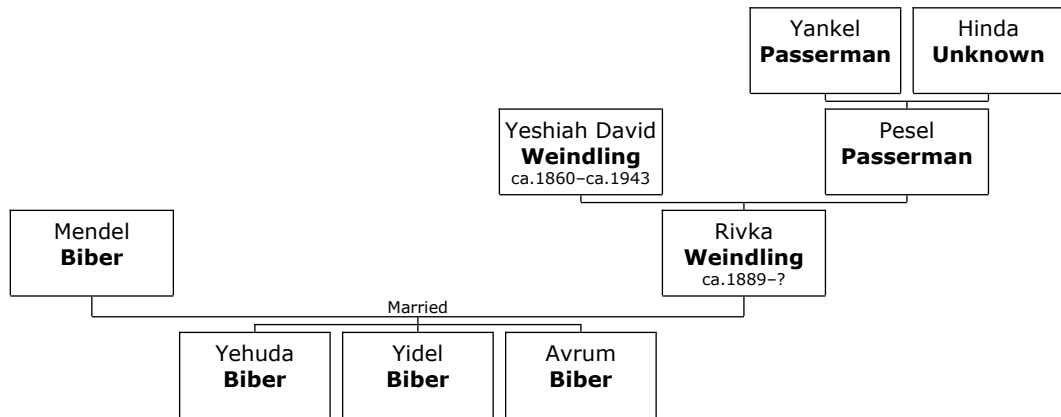 Yankel
Passerman
Hinda
Unknown
Yeshiah David
Weindling
ca.1860–ca.1943
Pesel
Passerman
Mendel
Biber
Rivka
Weindling
ca.1889–?
Married
Yehuda
Biber
Yidel
Biber
Avrum
Biber